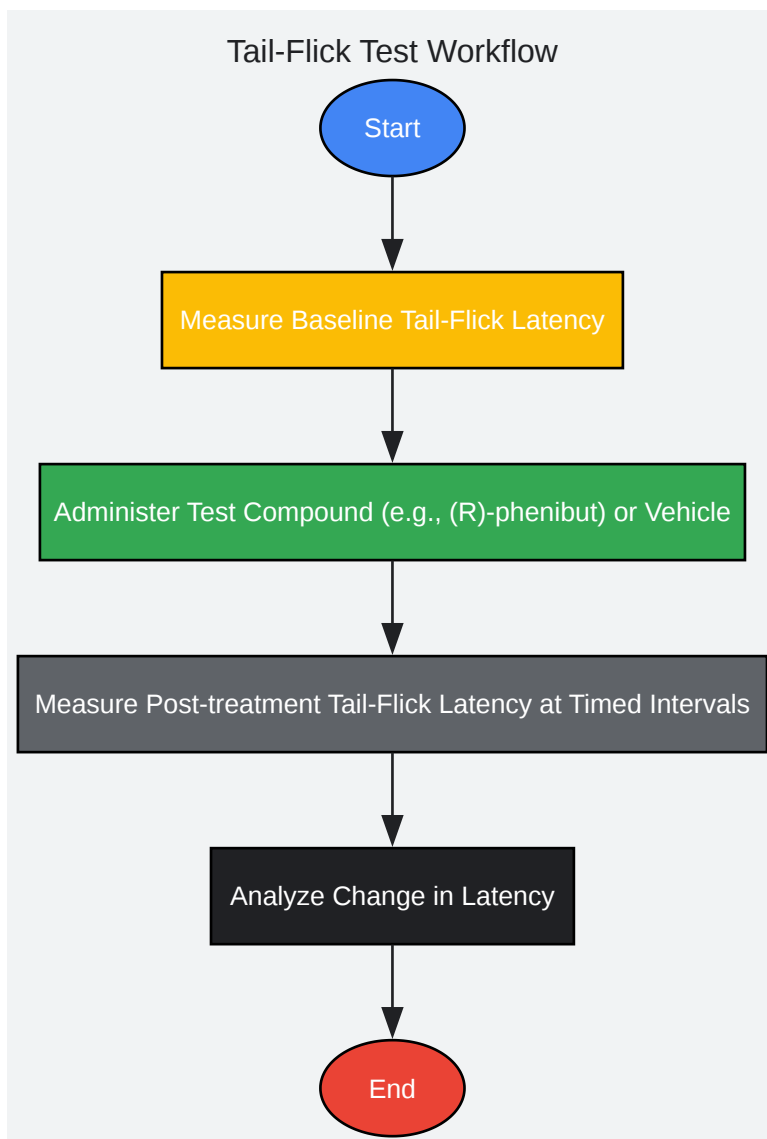 Tail-Flick Test Workflow
Start
Measure Baseline Tail-Flick Latency
Administer Test Compound (e.g., (R)-phenibut) or Vehicle
Measure Post-treatment Tail-Flick Latency at Timed Intervals
Analyze Change in Latency
End